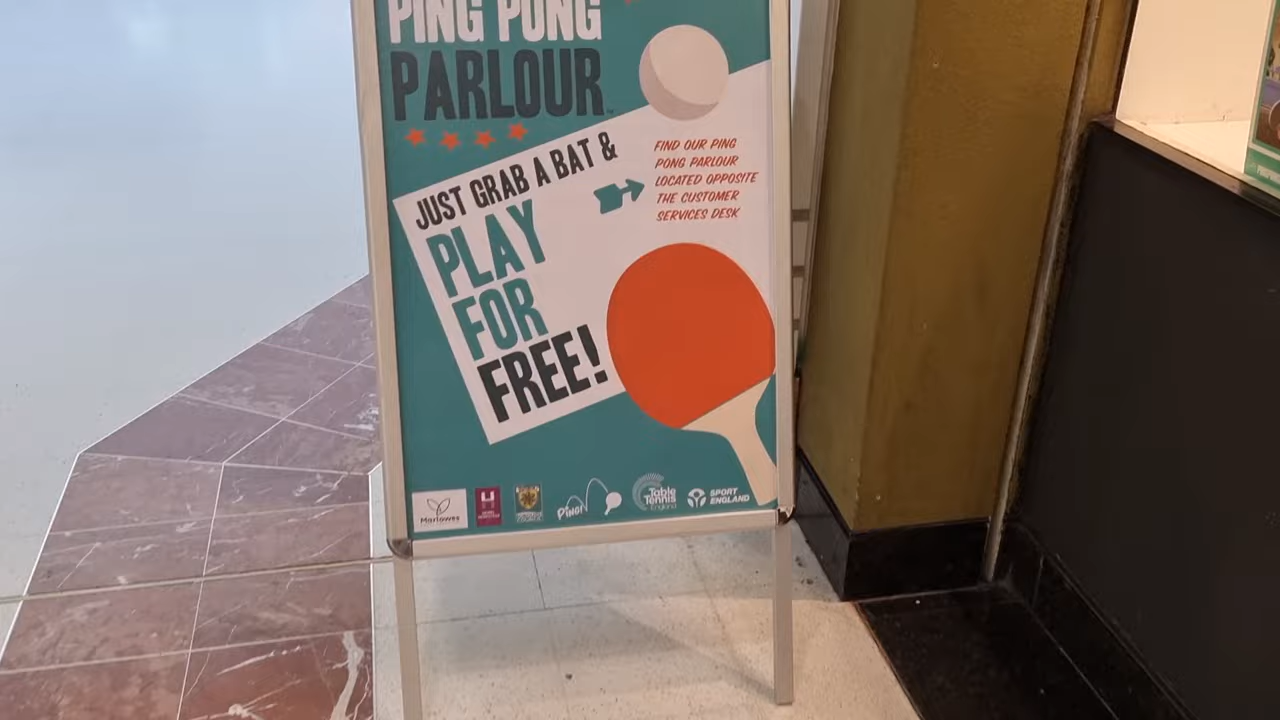 PING PONG
PARLOUR
JUST GRAB A BAT &
PLAY
FOR
FREE!
FIND OUR PING
PONG PARLOUR
LOCATED OPPOSITE
THE CUSTOMER
SERVICES DESK
Marlowes
PING!
Table
Tennis
England
SPORT
ENGLAND